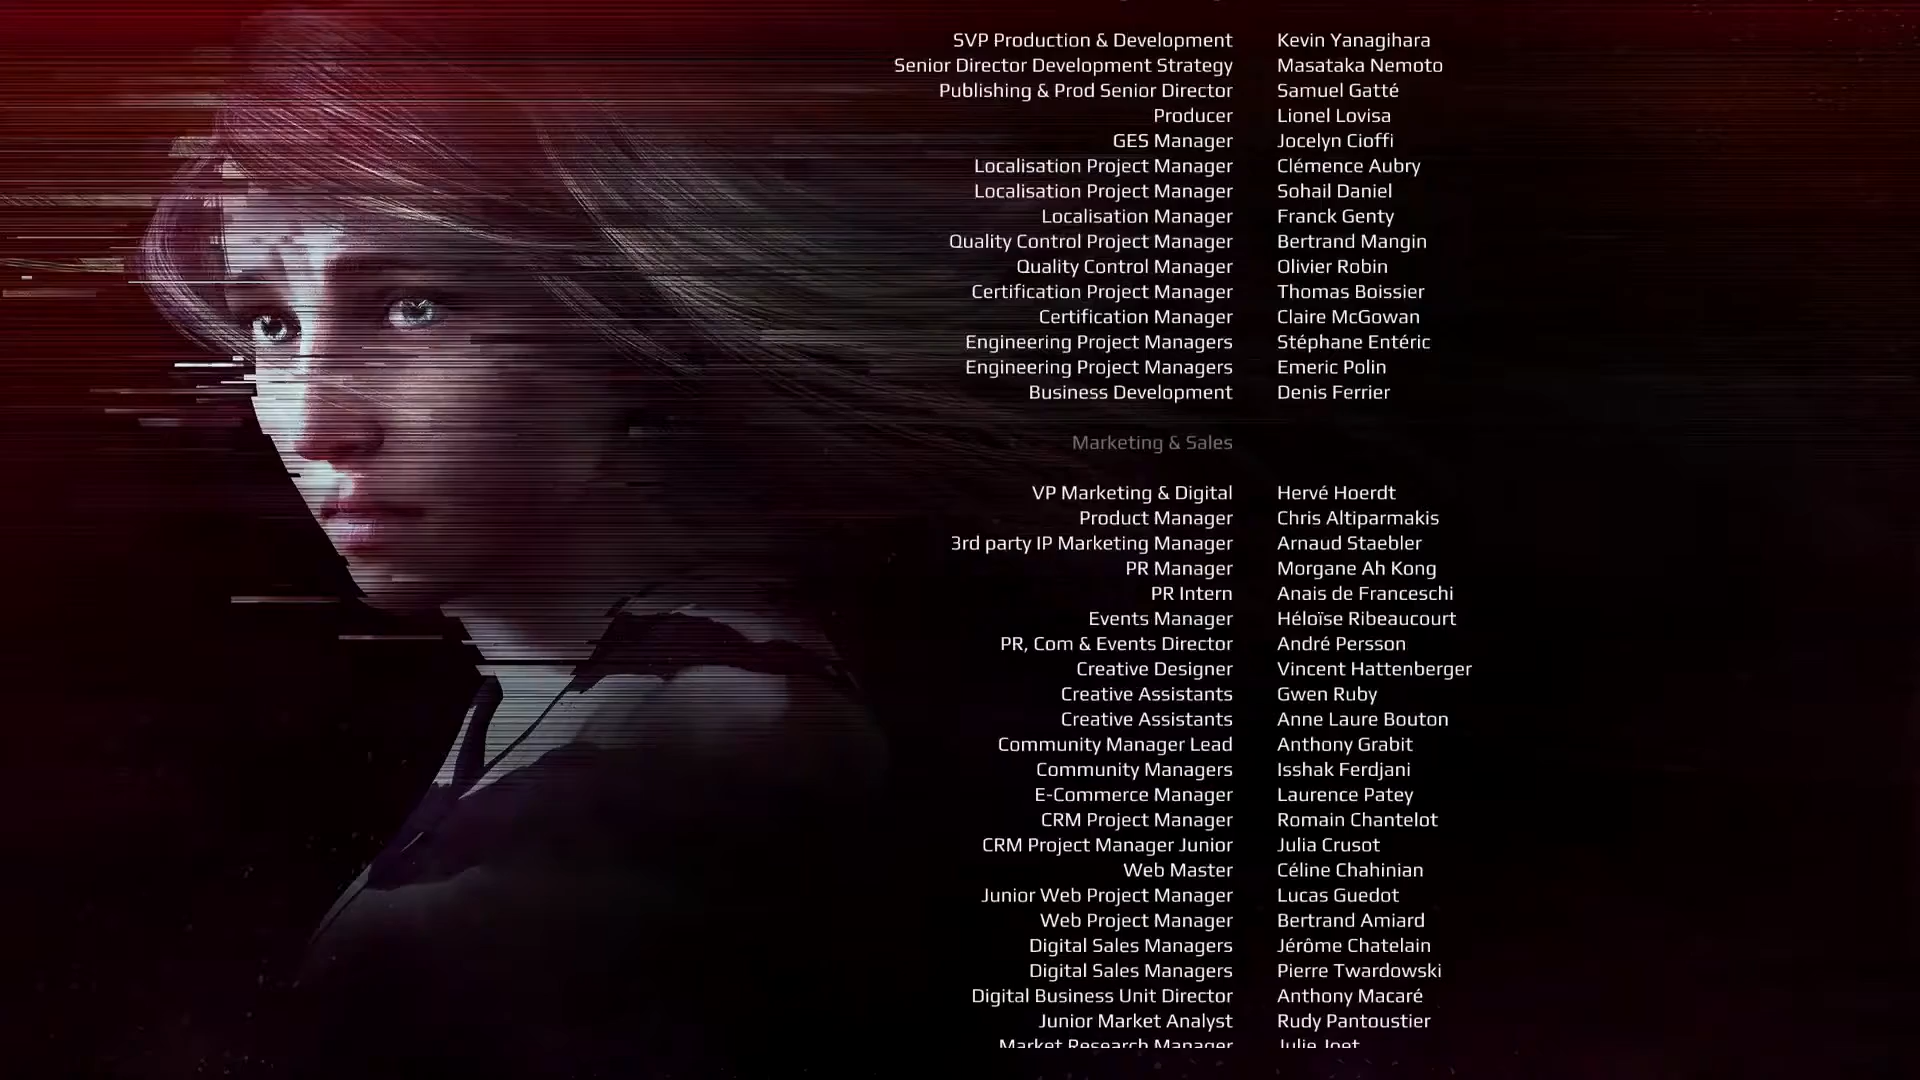 SVP Production & Development Kevin Yanagihara
Senior Director Development Strategy Masataka Nemoto
Publishing & Prod Senior Director Samuel Gatté
Producer Lionel Lovisa
GES Manager Jocelyn Cioffi
Localisation Project Manager Clémence Aubry
Localisation Project Manager Sohail Daniel
Localisation Manager Franck Genty
Quality Control Project Manager Bertrand Mangin
Quality Control Manager Olivier Robin
Certification Project Manager Thomas Boissier
Certification Manager Claire McGowan
Engineering Project Managers Stéphane Entéric
Engineering Project Managers Emeric Polin
Business Development Denis Ferrier
Marketing & Sales
VP Marketing & Digital Hervé Hoerdt
Product Manager Chris Altiparmakis
3rd party IP Marketing Manager Arnaud Staebler
PR Manager Morgane Ah Kong
PR Intern Anais de Franceschi
Events Manager Héloïse Ribeaucourt
PR, Com & Events Director André Persson
Creative Designer Vincent Hattenberger
Creative Assistants Gwen Ruby
Creative Assistants Anne Laure Bouton
Community Manager Lead Anthony Grabit
Community Managers Isshak Ferdjani
E-Commerce Manager Laurence Patey
CRM Project Manager Romain Chantelot
CRM Project Manager Junior Julia Crusot
Web Master Céline Chahinian
Junior Web Project Manager Lucas Guedot
Web Project Manager Bertrand Amiard
Digital Sales Managers Jérôme Chatelain
Digital Sales Managers Pierre Twardowski
Digital Business Unit Director Anthony Macaré
Junior Market Analyst Rudy Pantoustier
Market Research Manager Julie